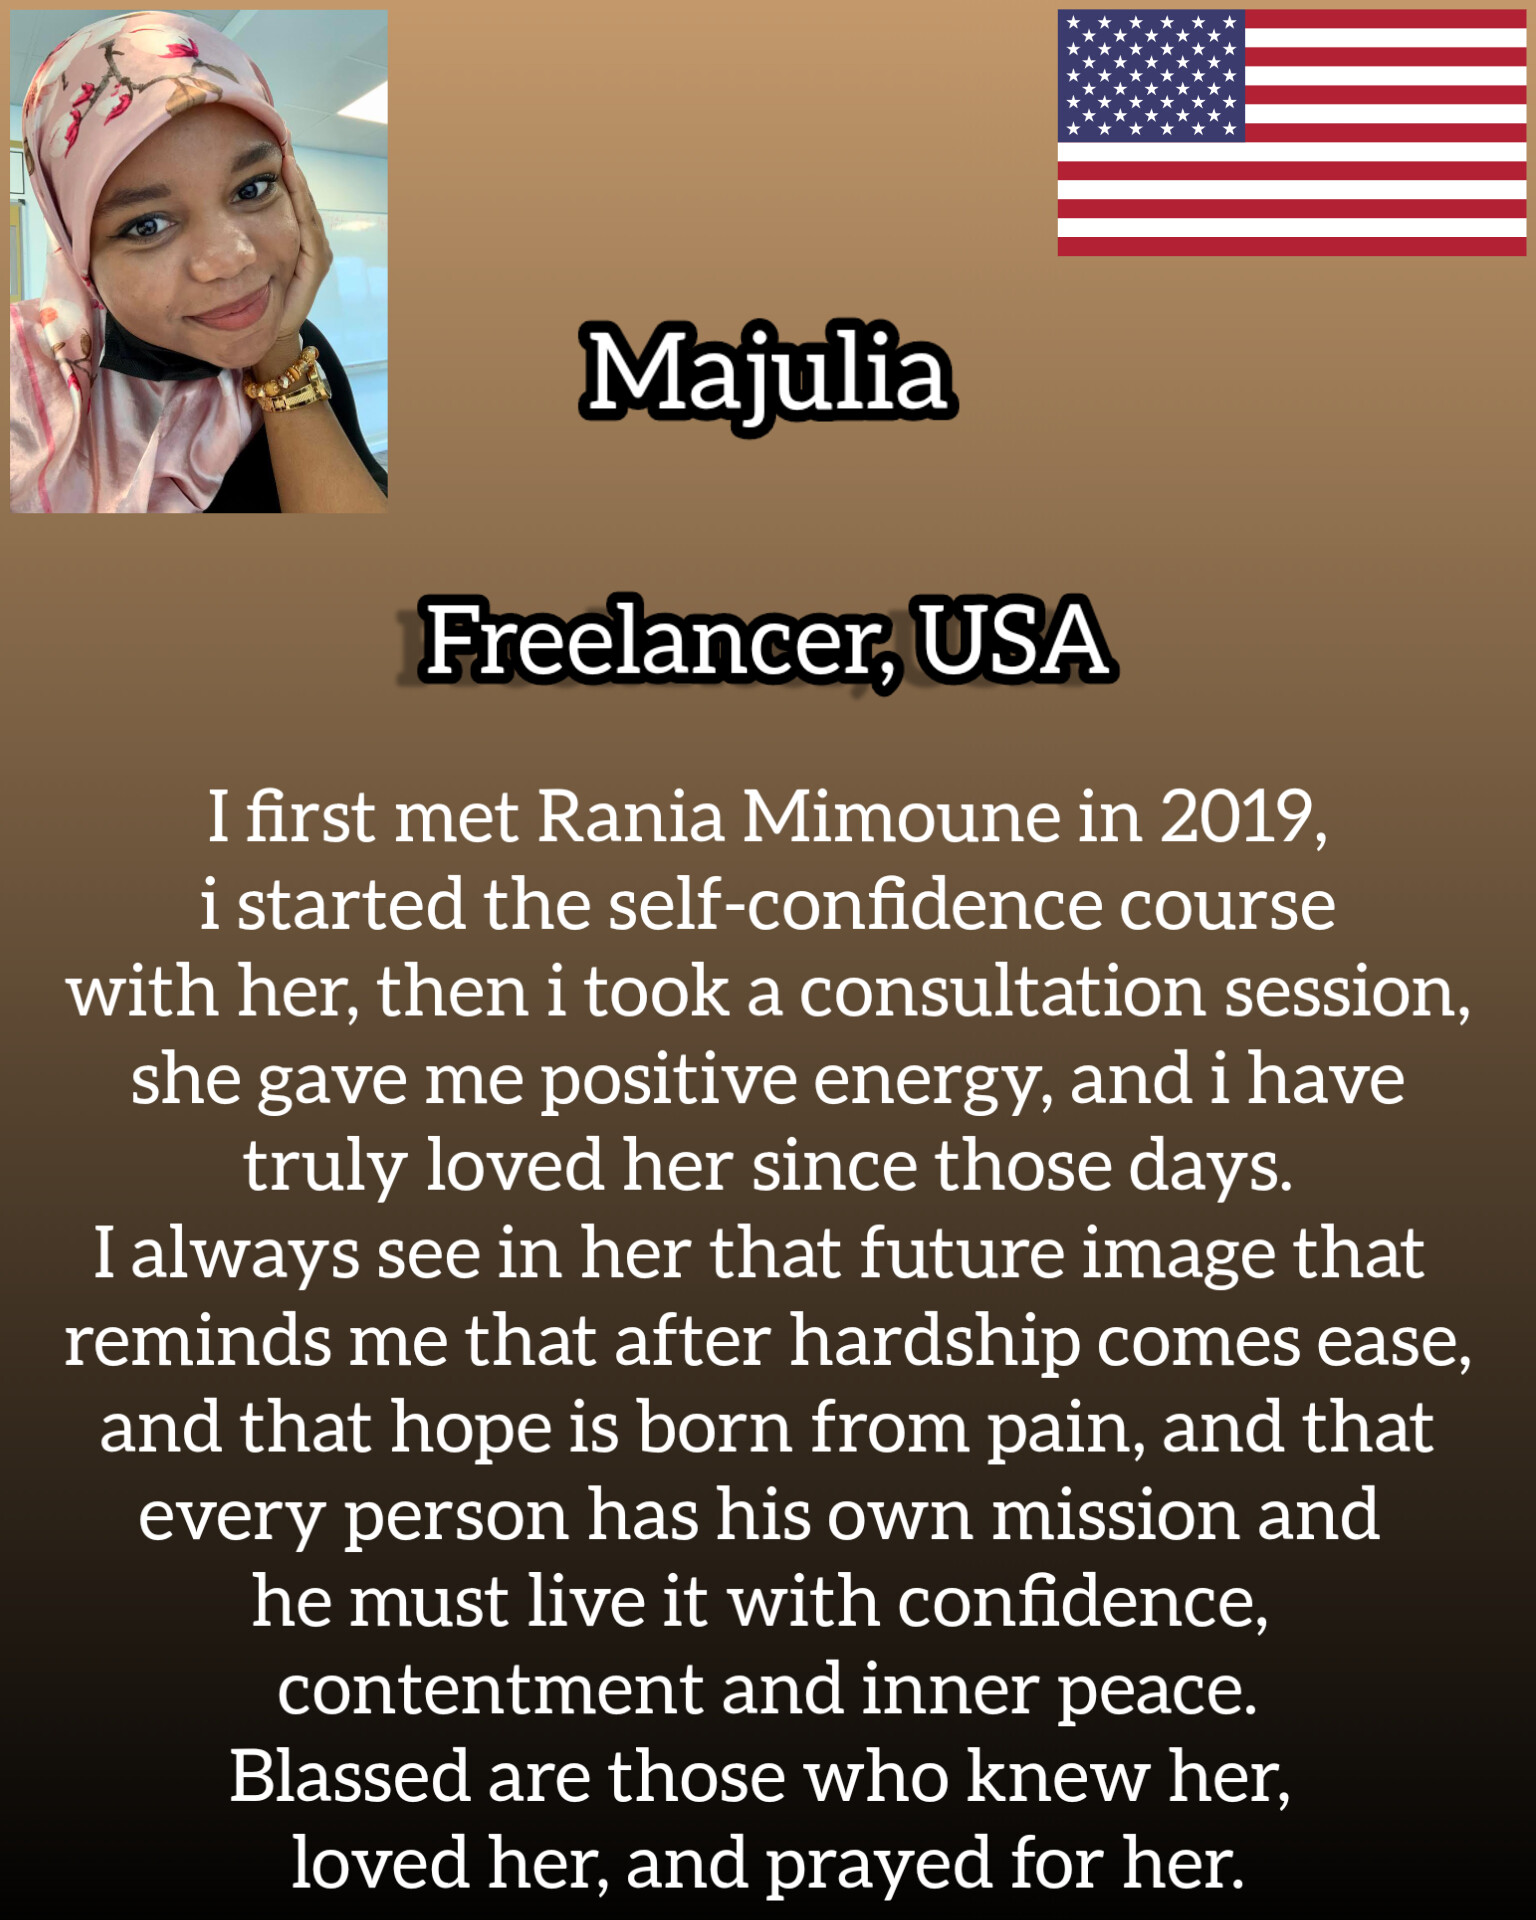 Majulia
Freelancer, USA
I first met Rania Mimoune in 2019,
i started the self-confidence course
with her, then i took a consultation session,
she gave me positive energy, and i have
truly loved her since those days.
I always see in her that future image that
reminds me that after hardship comes ease,
and that hope is born from pain, and that
every person has his own mission and
he must live it with confidence,
contentment and inner peace.
Blassed are those who knew her,
loved her, and prayed for her.